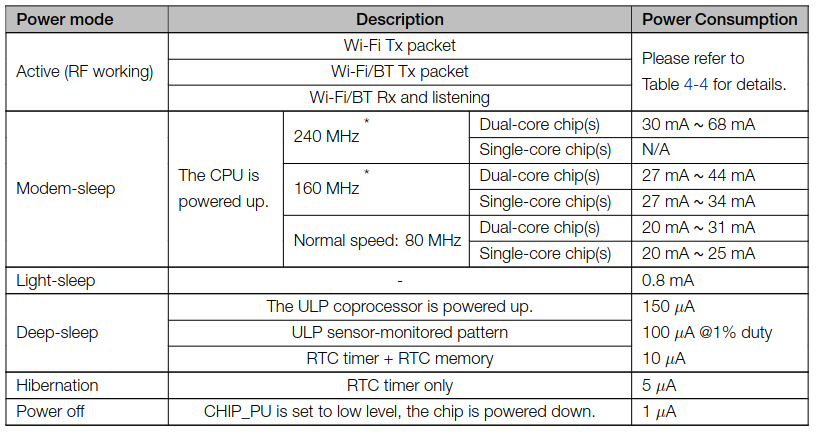 Power mode Description Power Consumption
Active (RF working)
Wi-Fi Tx packet
Wi-Fi/BT Tx packet
Wi-Fi/BT Rx and listening
Please refer to
Table 4-4 for details.
Modem-sleep
The CPU is
powered up.
240 MHz *
Dual-core chip(s) 30 mA ~ 68 mA
Single-core chip(s) N/A
160 MHz *
Dual-core chip(s) 27 mA ~ 44 mA
Single-core chip(s) 27 mA ~ 34 mA
Normal speed: 80 MHz
Dual-core chip(s) 20 mA ~ 31 mA
Single-core chip(s) 20 mA ~ 25 mA
Light-sleep - 0.8 mA
Deep-sleep
The ULP coprocessor is powered up. 150 μA
ULP sensor-monitored pattern 100 μA @1% duty
RTC timer + RTC memory 10 μA
Hibernation RTC timer only 5 μA
Power off CHIP_PU is set to low level, the chip is powered down. 1 μA